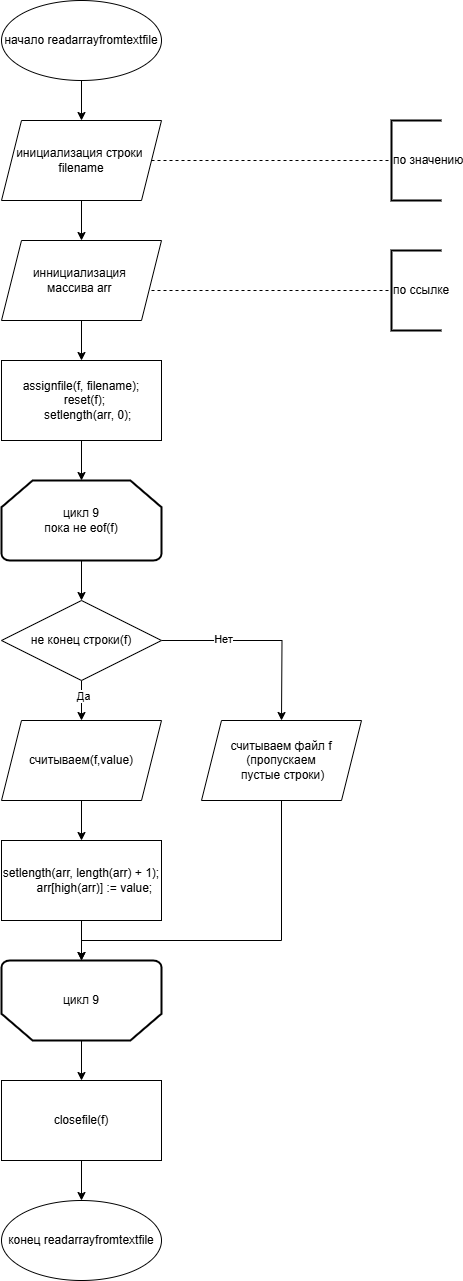 начало readarrayfromtextfile
инициализация строки
filename
по значению
иннициализация
массива arr
по ссылке
assignfile(f, filename);
reset(f);
setlength(arr, 0);
цикл 9
пока не eof(f)
не конец строки(f)
Нет
Да
считываем(f,value)
считываем файл f
(пропускаем
пустые строки)
setlength(arr, length(arr) + 1);
arr[high(arr)] := value;
цикл 9
closefile(f)
конец readarrayfromtextfile